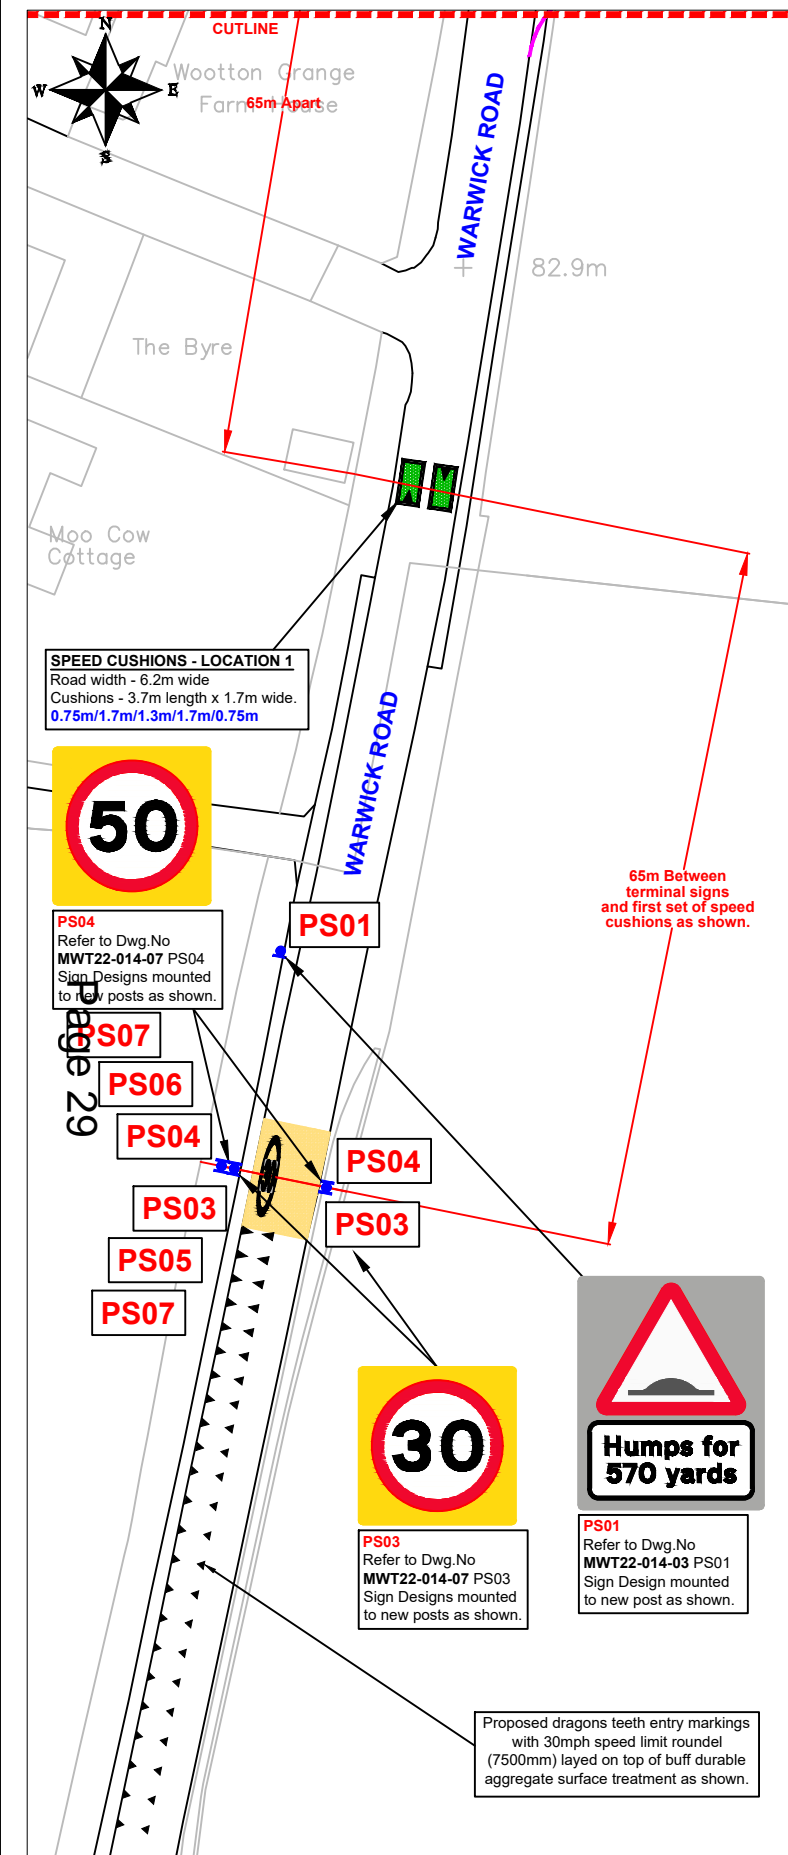 CUTLINE
N
W
E
S
Wootton Grange
Farm House
65m Apart
WARWICK ROAD
82.9m
The Byre
Moo Cow
Cottage
SPEED CUSHIONS - LOCATION 1
Road width - 6.2m wide
Cushions - 3.7m length x 1.7m wide.
0.75m/1.7m/1.3m/1.7m/0.75m
WARWICK ROAD
50
PS04
Refer to Dwg.No
MWT22-014-07 PS04
Sign Designs mounted
to new posts as shown.
65m Between
terminal signs
and first set of speed
cushions as shown.
PS01
Page 29
PS07
PS06
PS04
PS03
PS05
PS07
PS04
PS03
30
30
PS03
Refer to Dwg.No
MWT22-014-07 PS03
Sign Designs mounted
to new posts as shown.
Humps for
570 yards
PS01
Refer to Dwg.No
MWT22-014-03 PS01
Sign Design mounted
to new post as shown.
Proposed dragons teeth entry markings
with 30mph speed limit roundel
(7500mm) layed on top of buff durable
aggregate surface treatment as shown.